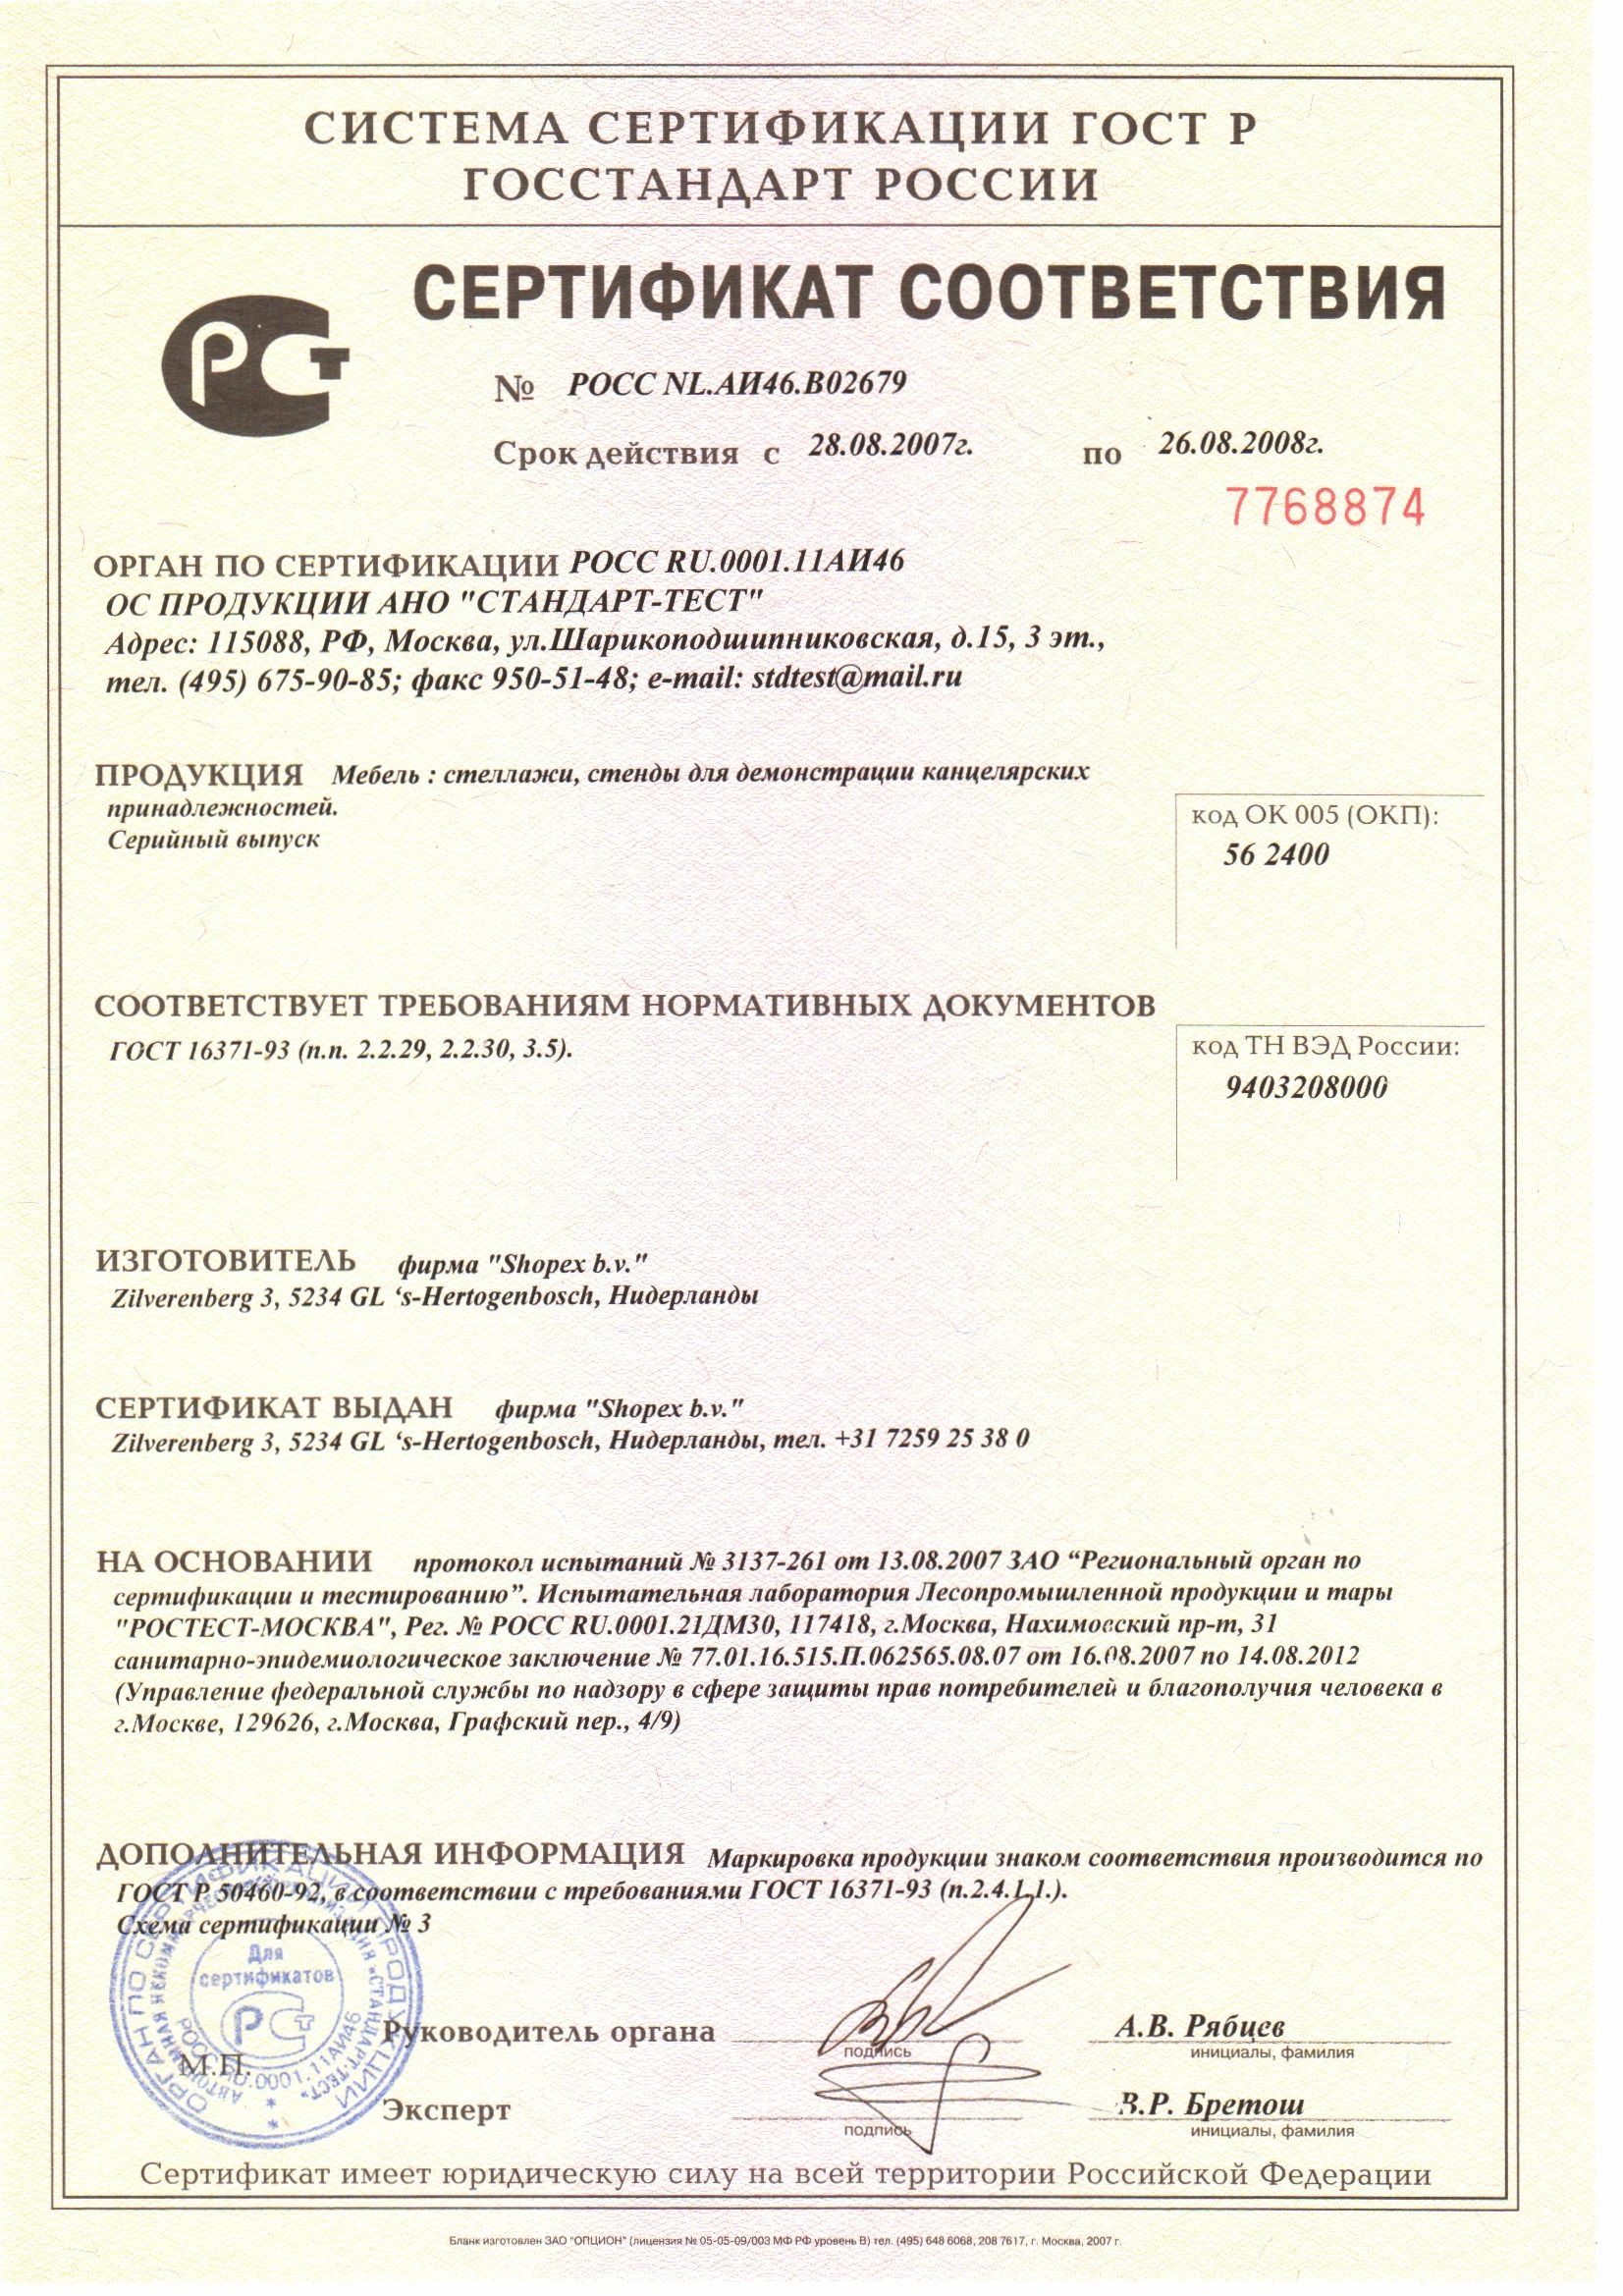 СИСТЕМА СЕРТИФИКАЦИИ ГОСТ Р
ГОССТАНДАРТ РОССИИ
СЕРТИФИКАТ СООТВЕТСТВИЯ
№ РОСС NL.АИ46.В02679
Срок действия с 28.08.2007г. по 26.08.2008г.
7768874
ОРГАН ПО СЕРТИФИКАЦИИ РОСС RU.0001.11АИ46
ОС ПРОДУКЦИИ АНО "СТАНДАРТ-ТЕСТ"
Адрес: 115088, РФ, Москва, ул.Шарикоподшипниковская, д.15, 3 эт.,
тел. (495) 675-90-85; факс 950-51-48; e-mail: stdtest@mail.ru
ПРОДУКЦИЯ Мебель : стеллажи, стенды для демонстрации канцелярских
принадлежностей.
Серийный выпуск
код ОК 005 (ОКП):
56 2400
СООТВЕТСТВУЕТ ТРЕБОВАНИЯМ НОРМАТИВНЫХ ДОКУМЕНТОВ
ГОСТ 16371-93 (п.п. 2.2.29, 2.2.30, 3.5).
код ТН ВЭД России:
9403208000
ИЗГОТОВИТЕЛЬ фирма "Shopex b.v."
Zilverenberg 3, 5234 GL ‘s-Hertogenbosch, Нидерланды
СЕРТИФИКАТ ВЫДАН фирма "Shopex b.v."
Zilverenberg 3, 5234 GL ‘s-Hertogenbosch, Нидерланды, тел. +31 7259 25 38 0
НА ОСНОВАНИИ протокол испытаний № 3137-261 от 13.08.2007 ЗАО “Региональный орган по
сертификации и тестированию”. Испытательная лаборатория Лесопромышленной продукции и тары
"РОСТЕСТ-МОСКВА", Рег. № РОСС RU.0001.21ДМ30, 117418, г.Москва, Нахимовский пр-т, 31
санитарно-эпидемиологическое заключение № 77.01.16.515.П.062565.08.07 от 16.08.2007 по 14.08.2012
(Управление федеральной службы по надзору в сфере защиты прав потребителей и благополучия человека в
г.Москве, 129626, г.Москва, Графский пер., 4/9)
ДОПОЛНИТЕЛЬНАЯ ИНФОРМАЦИЯ Маркировка продукции знаком соответствия производится по
ГОСТ Р 50460-92, в соответствии с требованиями ГОСТ 16371-93 (п.2.4.1.1.).
Схема сертификации № 3
ОРГАН ПО СЕРТИФИКАЦИИ ПРОДУКЦИИ
РОСС RU.0001.11АИ46
Для
сертификатов
М.П.
Руководитель органа А.В. Рябцев
подпись инициалы, фамилия
Эксперт В.Р. Бретош
подпись инициалы, фамилия
Сертификат имеет юридическую силу на всей территории Российской Федерации
Бланк изготовлен ЗАО "ОПЦИОН" (лицензия № 05-05-09/003 МФ РФ уровень В) тел. (495) 648 6068, 208 7617, г. Москва, 2007 г.